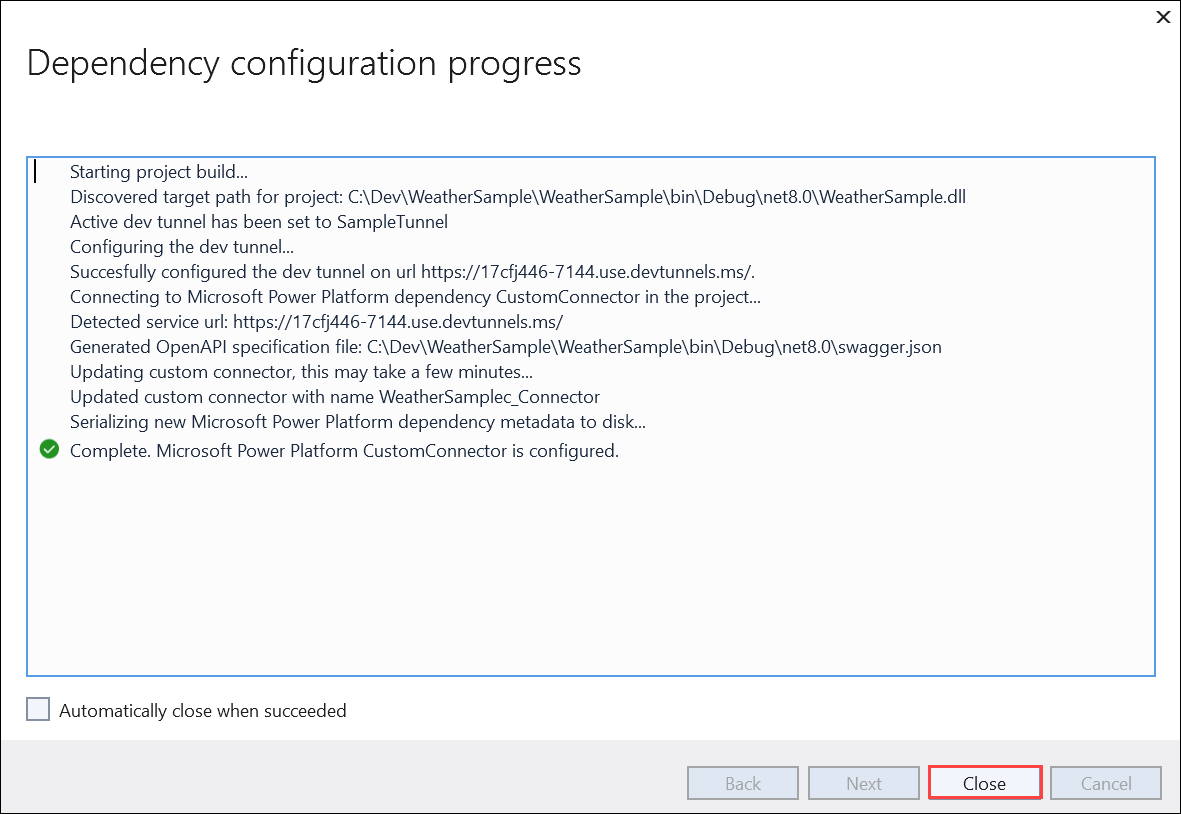 Dependency configuration progress
Starting project build...
Discovered target path for project: C:\Dev\WeatherSample\WeatherSample\bin\Debug\net8.0\WeatherSample.dll
Active dev tunnel has been set to SampleTunnel
Configuring the dev tunnel...
Succesfully configured the dev tunnel on url https://17cfj446-7144.use.devtunnels.ms/.
Connecting to Microsoft Power Platform dependency CustomConnector in the project...
Detected service url: https://17cfj446-7144.use.devtunnels.ms/
Generated OpenAPI specification file: C:\Dev\WeatherSample\WeatherSample\bin\Debug\net8.0\swagger.json
Updating custom connector, this may take a few minutes...
Updated custom connector with name WeatherSamplec_Connector
Serializing new Microsoft Power Platform dependency metadata to disk...
Complete. Microsoft Power Platform CustomConnector is configured.
Automatically close when succeeded
Back Next Close Cancel